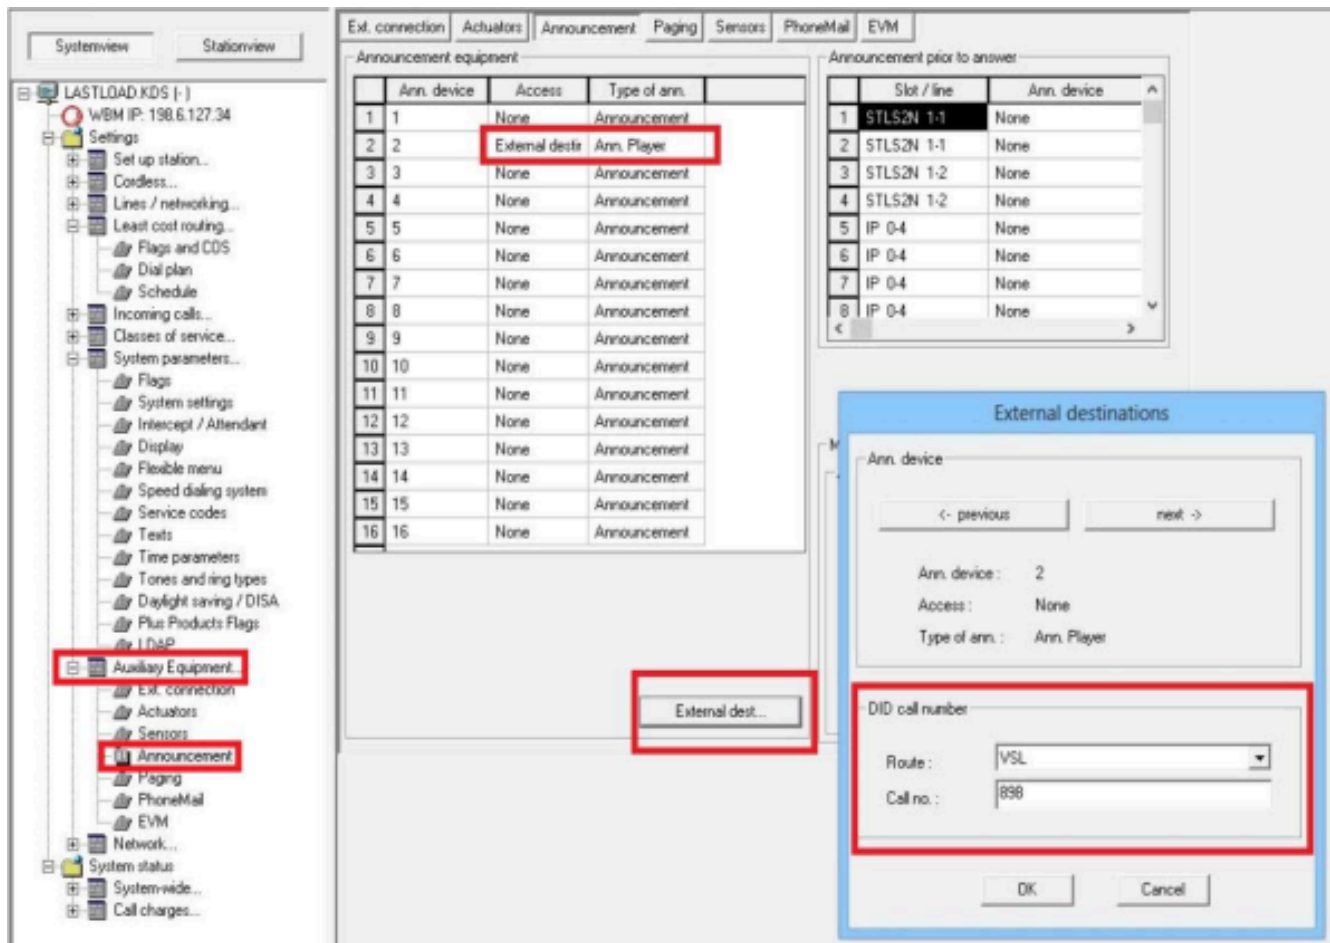 Systemview
Stationview
LASTLOAD.KDS (- )
WBM IP: 198.6.127.34
Settings
Set up station...
Cordless...
Lines / networking...
Least cost routing...
Flags and COS
Dial plan
Schedule
Incoming calls...
Classes of service...
System parameters...
Flags
System settings
Intercept / Attendant
Display
Flexible menu
Speed dialing system
Service codes
Texts
Time parameters
Tones and ring types
Daylight saving / DISA
Plus Products Flags
LDAP
Auxiliary Equipment...
Ext. connection
Actuators
Sensors
Announcement
Paging
PhoneMail
EVM
Network...
System status
System-wide...
Call charges...
Ext. connection Actuators Announcement Paging Sensors PhoneMail EVM
Announcement equipment
Ann. device Access Type of ann.
1 1 None Announcement
2 2 External destir Ann. Player
3 3 None Announcement
4 4 None Announcement
5 5 None Announcement
6 6 None Announcement
7 7 None Announcement
8 8 None Announcement
9 9 None Announcement
10 10 None Announcement
11 11 None Announcement
12 12 None Announcement
13 13 None Announcement
14 14 None Announcement
15 15 None Announcement
16 16 None Announcement
External dest...
Announcement prior to answer
Slot / line Ann. device
1 STLS2N 1-1 None
2 STLS2N 1-1 None
3 STLS2N 1-2 None
4 STLS2N 1-2 None
5 IP 0-4 None
6 IP 0-4 None
7 IP 0-4 None
8 IP 0-4 None
M
External destinations
Ann. device
<- previous
next ->
Ann. device : 2
Access : None
Type of ann. : Ann. Player
DID call number
Route : VSL
Call no. : 898
OK
Cancel